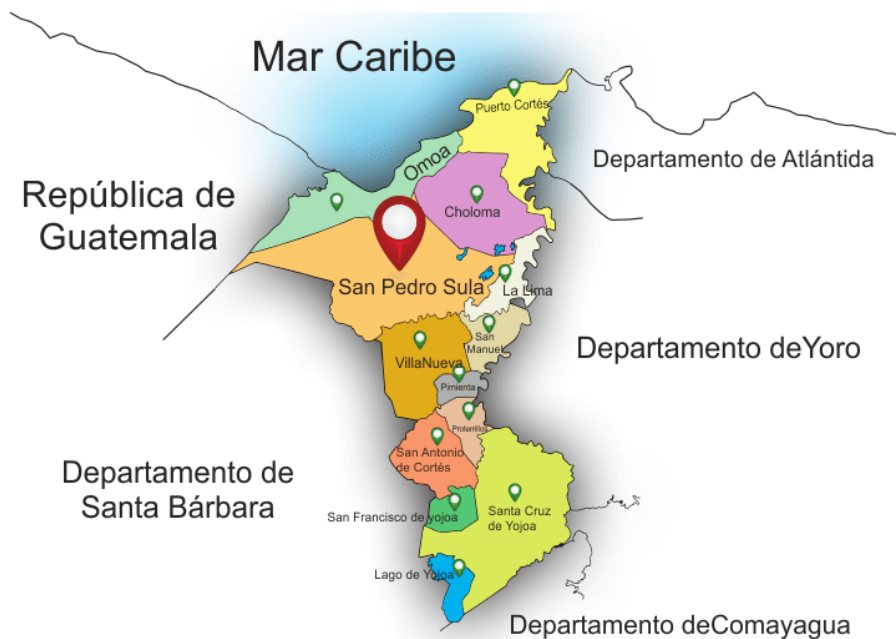 Mar Caribe
Puerto Cortés
Departamento de Atlántida
Omoa
República de
Guatemala
Choloma
San Pedro Sula
La Lima
San
Manuel
Departamento deYoro
VillaNueva
Pimienta
San Antonio
de Cortés
Departamento de
Santa Bárbara
San Francisco de yojoa
Santa Cruz
de Yojoa
Lago de Yojoa
Departamento deComayagua